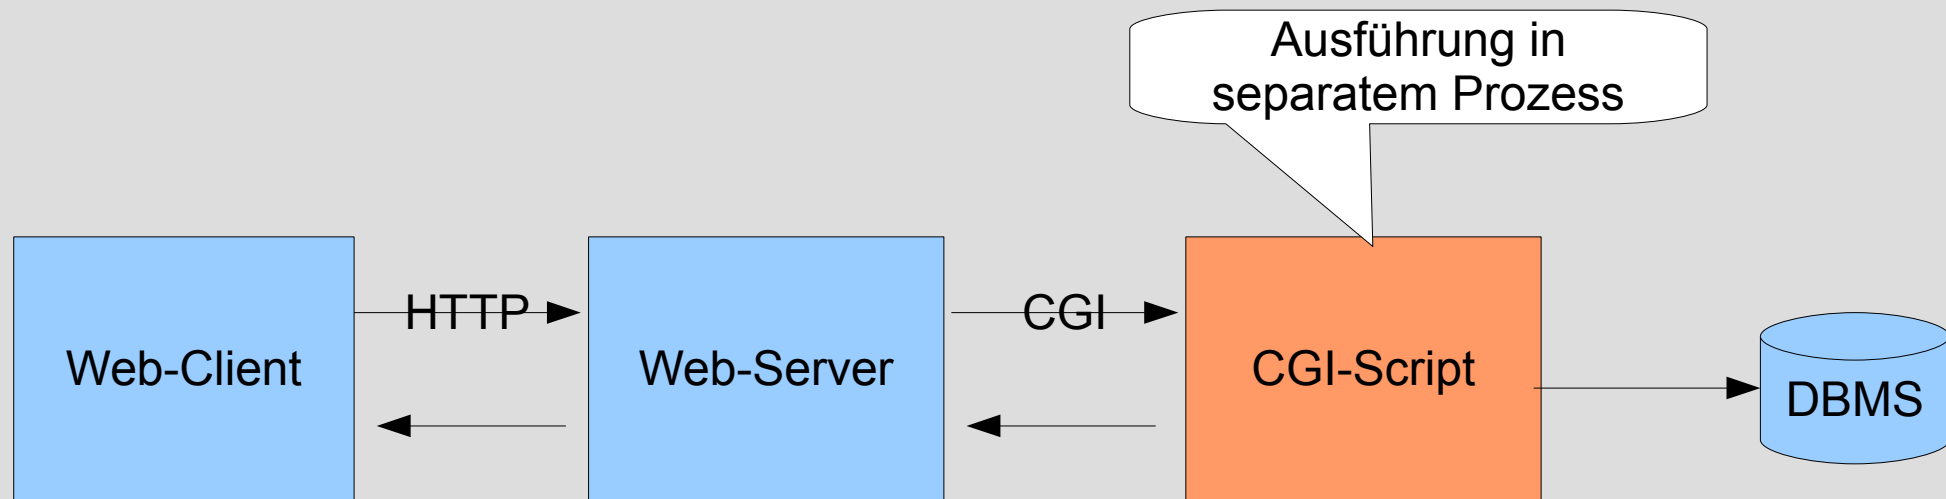 Ausführung in
separatem Prozess
HTTP
CGI
Web-Client
Web-Server
CGI-Script
DBMS